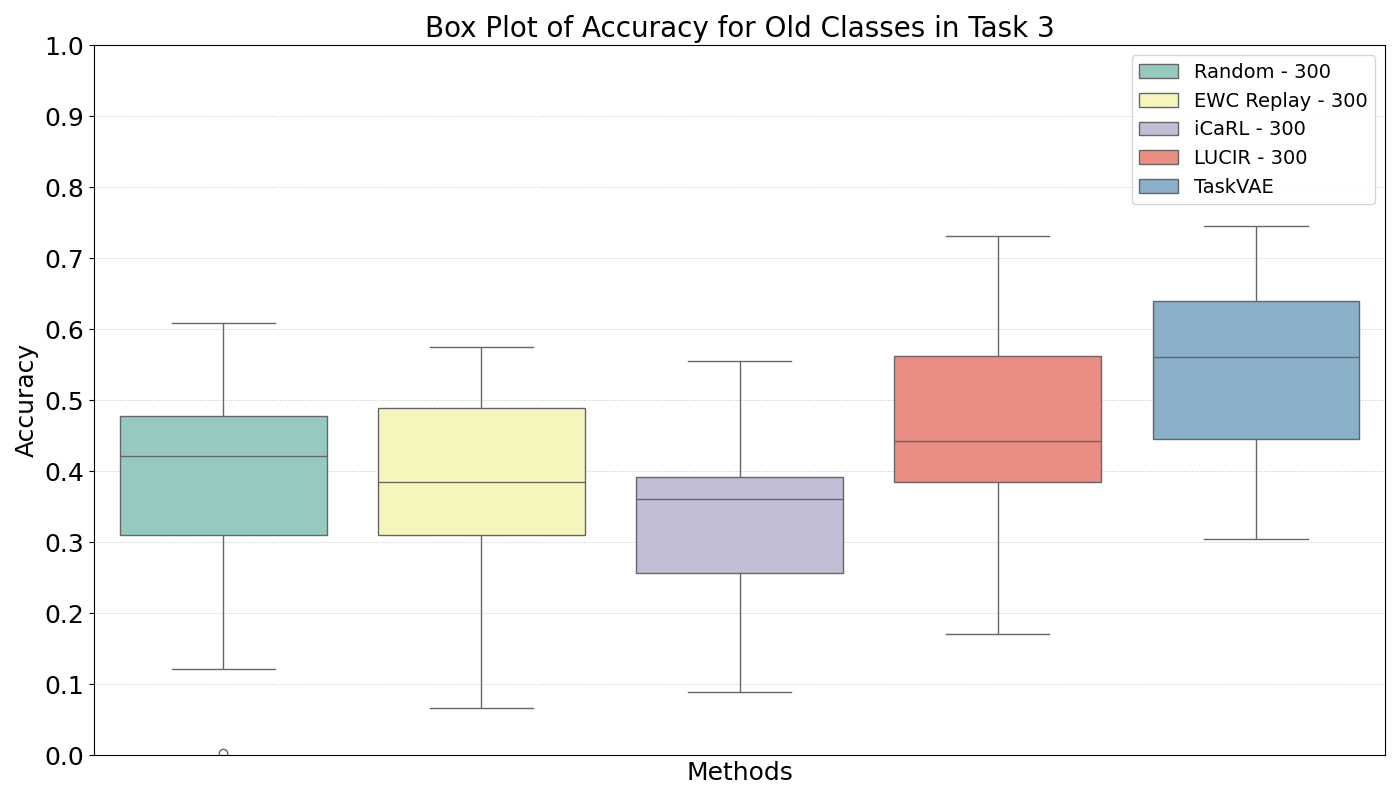 Box Plot of Accuracy for Old Classes in Task 3
1.0
0.9
0.8
0.7
0.6
0.5
0.4
0.3
0.2
0.1
0.0
Accuracy
Methods
Random - 300
EWC Replay - 300
iCaRL - 300
LUCIR - 300
TaskVAE